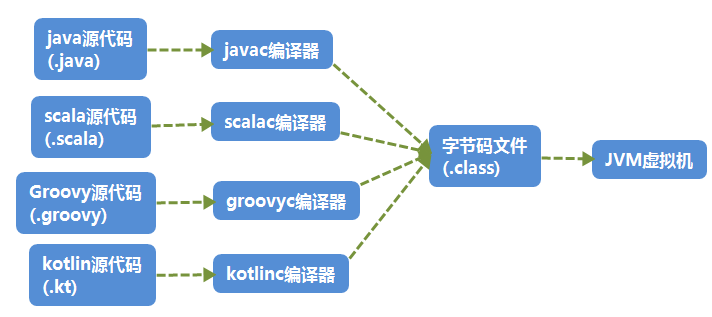 java源代码
(.java)
javac编译器
scala源代码
(.scala)
scalac编译器
Groovy源代码
(.groovy)
groovyc编译器
kotlin源代码
(.kt)
kotlinc编译器
字节码文件
(.class)
JVM虚拟机